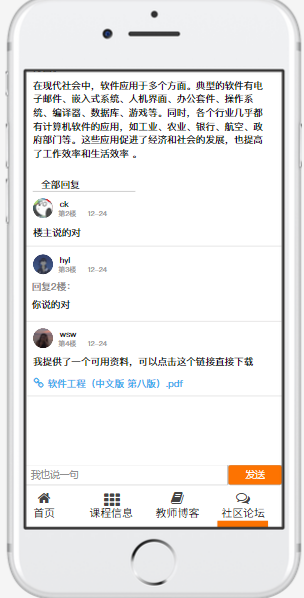 在现代社会中，软件应用于多个方面。典型的软件有电
子邮件、嵌入式系统、人机界面、办公套件、操作系
统、编译器、数据库、游戏等。同时，各个行业几乎都
有计算机软件的应用，如工业、农业、银行、航空、政
府部门等。这些应用促进了经济和社会的发展，也提高
了工作效率和生活效率 。
全部回复
ck
第2楼 12-24
楼主说的对
hyl
第3楼 12-24
回复2楼：
你说的对
wsw
第4楼 12-24
我提供了一个可用资料，可以点击这个链接直接下载
软件工程（中文版 第八版）.pdf
我也说一句 发送
首页 课程信息 教师博客 社区论坛